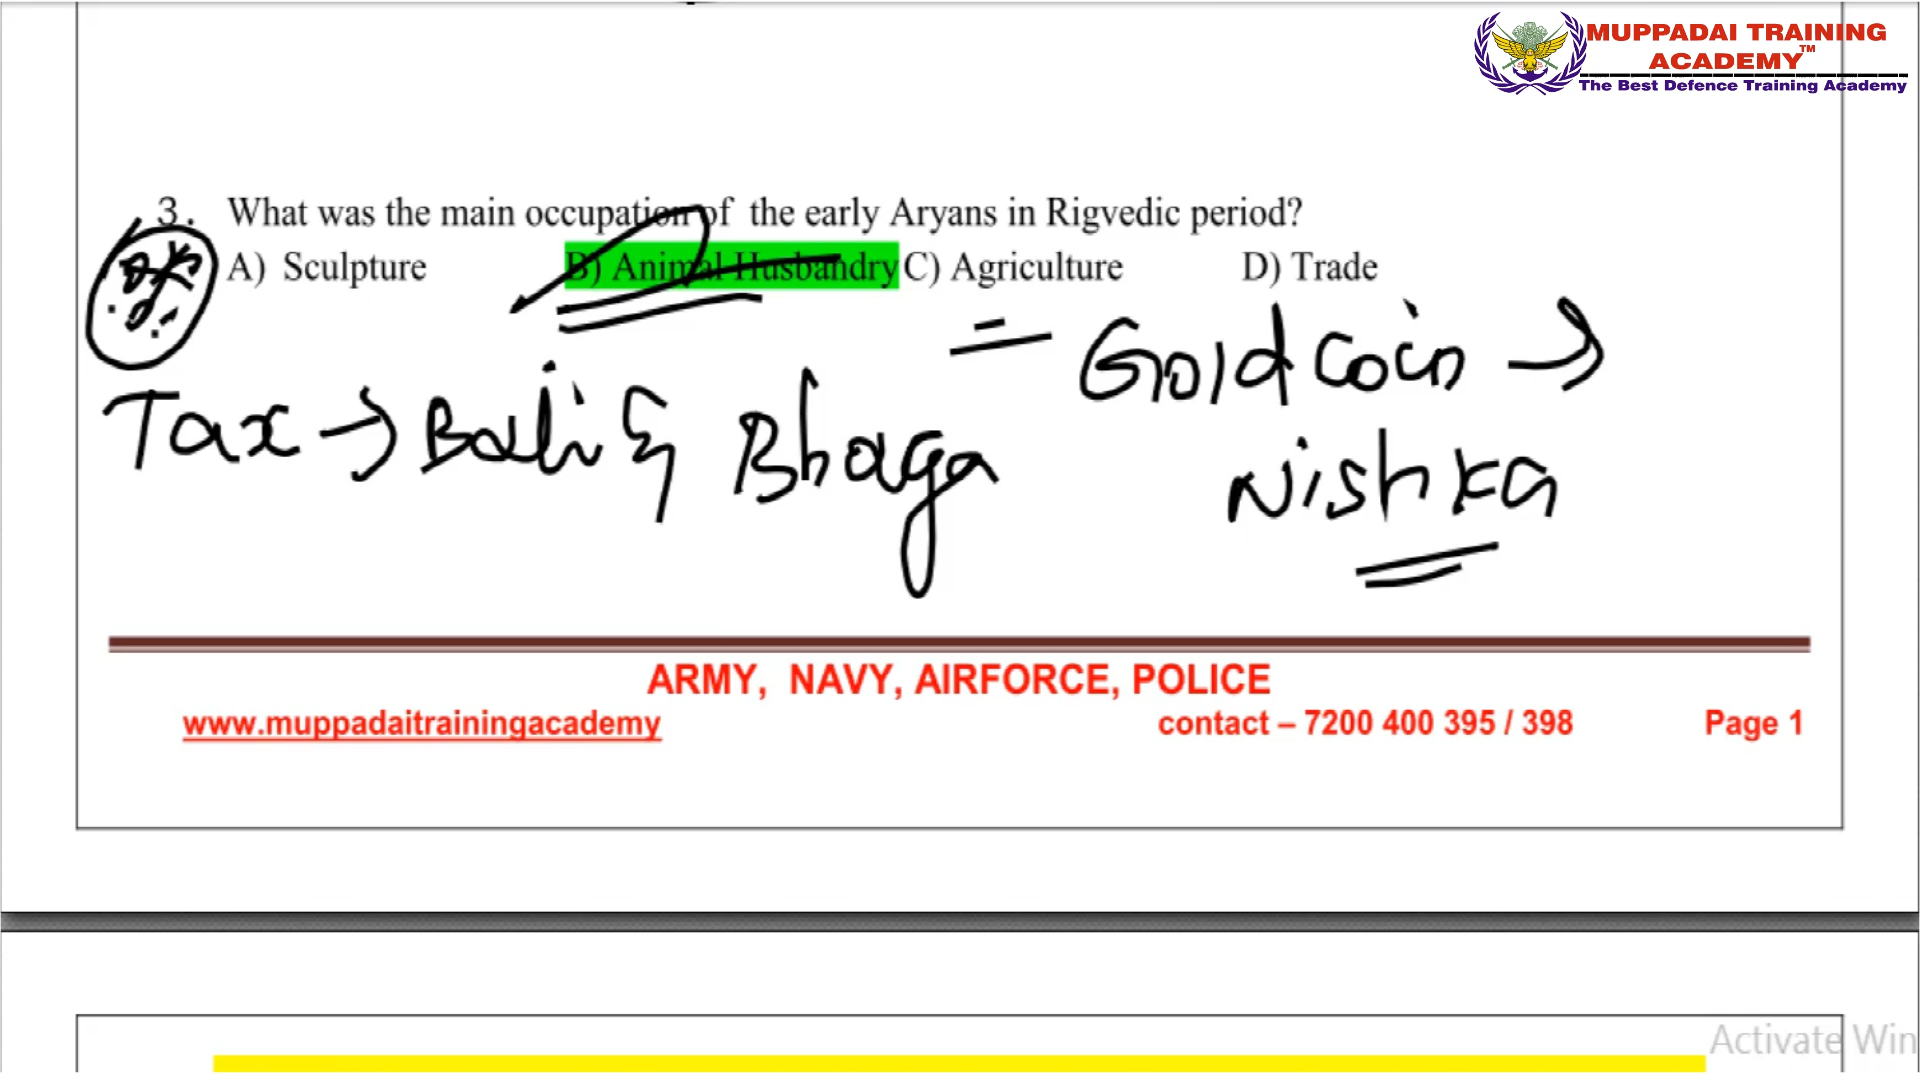 MUPPADAI TRAINING
ACADEMY™
The Best Defence Training Academy
3. What was the main occupation of the early Aryans in Rigvedic period?
A) Sculpture B) Animal Husbandry C) Agriculture D) Trade
Gold coin →
Tax → Bali & Bhaga
Nishka
ARMY, NAVY, AIRFORCE, POLICE
www.muppadaitrainingacademy contact – 7200 400 395 / 398 Page 1
Activate Win